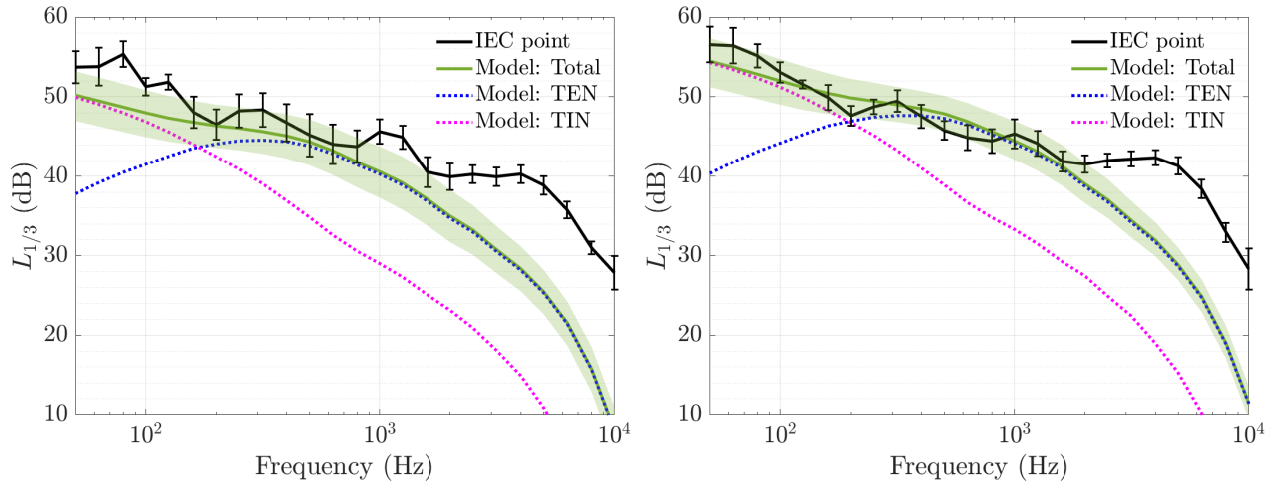 60
50
40
30
20
10
L1/3 (dB)
10^2
10^3
10^4
Frequency (Hz)
IEC point
Model: Total
Model: TEN
Model: TIN
60
50
40
30
20
10
L1/3 (dB)
10^2
10^3
10^4
Frequency (Hz)
IEC point
Model: Total
Model: TEN
Model: TIN